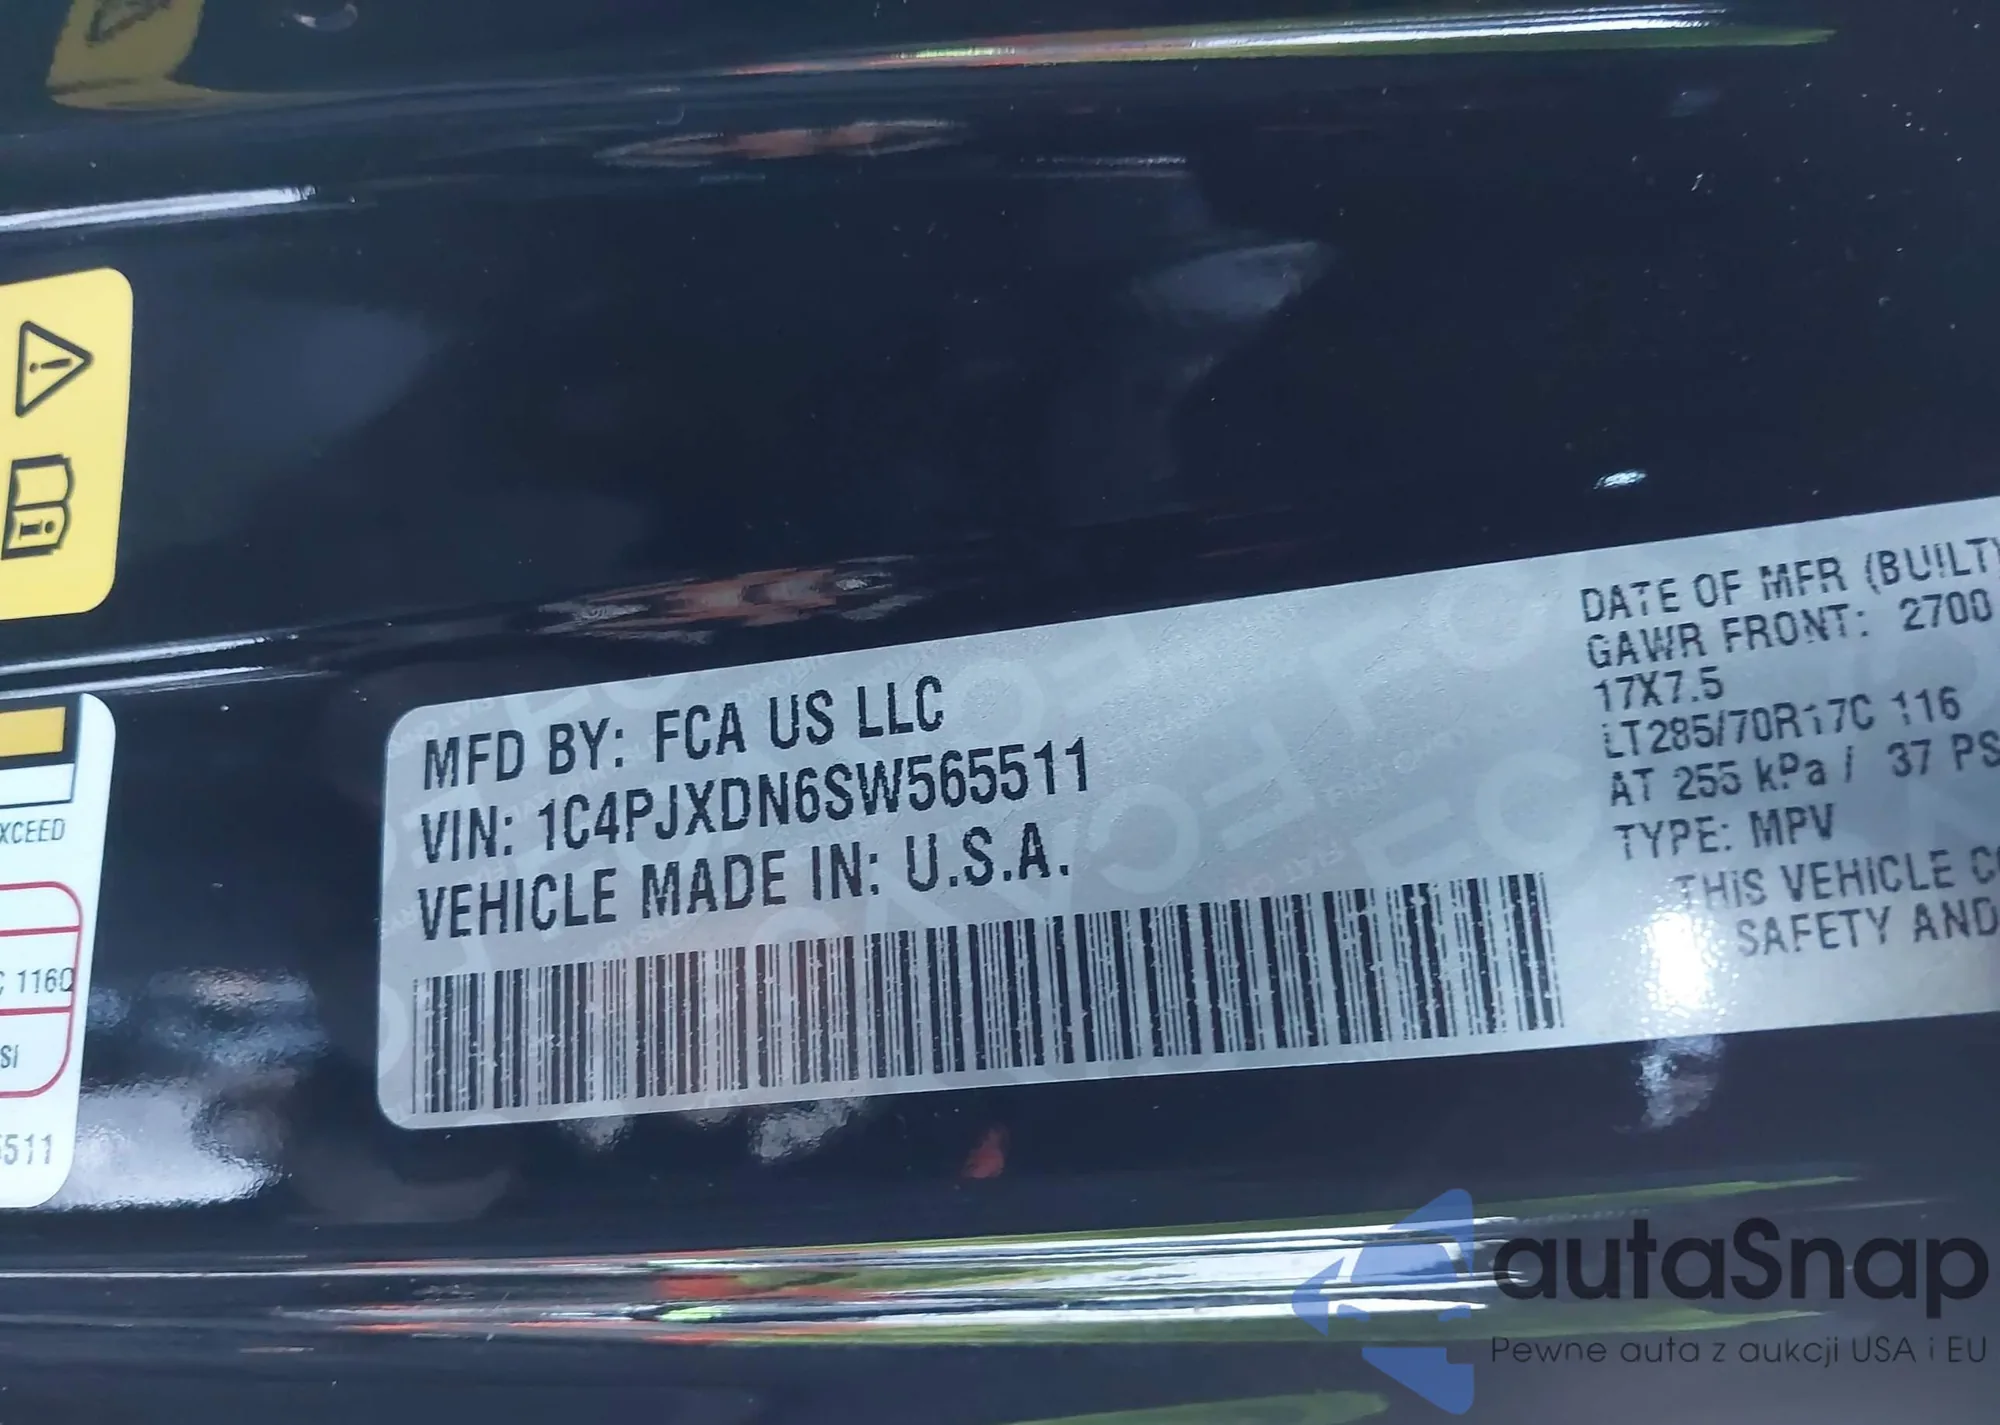 XCEED
C 116Q
SI
5511
MFD BY: FCA US LLC
VIN: 1C4PJXDN6SW565511
VEHICLE MADE IN: U.S.A.
DATE OF MFR (BUILT)
GAWR FRONT: 2700
17X7.5
LT285/70R17C 116
AT 255 kPa / 37 PS
TYPE: MPV
THIS VEHICLE CO
SAFETY AND
autaSnap
Pewne auta z aukcji USA i EU